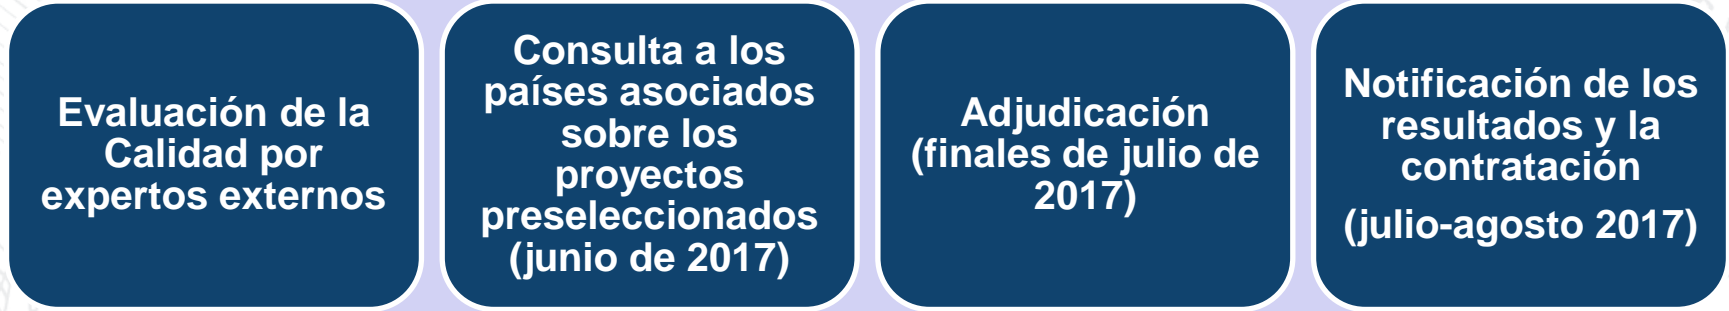 Evaluación de la
Calidad por
expertos externos
Consulta a los
países asociados
sobre los
proyectos
preseleccionados
(junio de 2017)
Adjudicación
(finales de julio de
2017)
Notificación de los
resultados y la
contratación
(julio-agosto 2017)